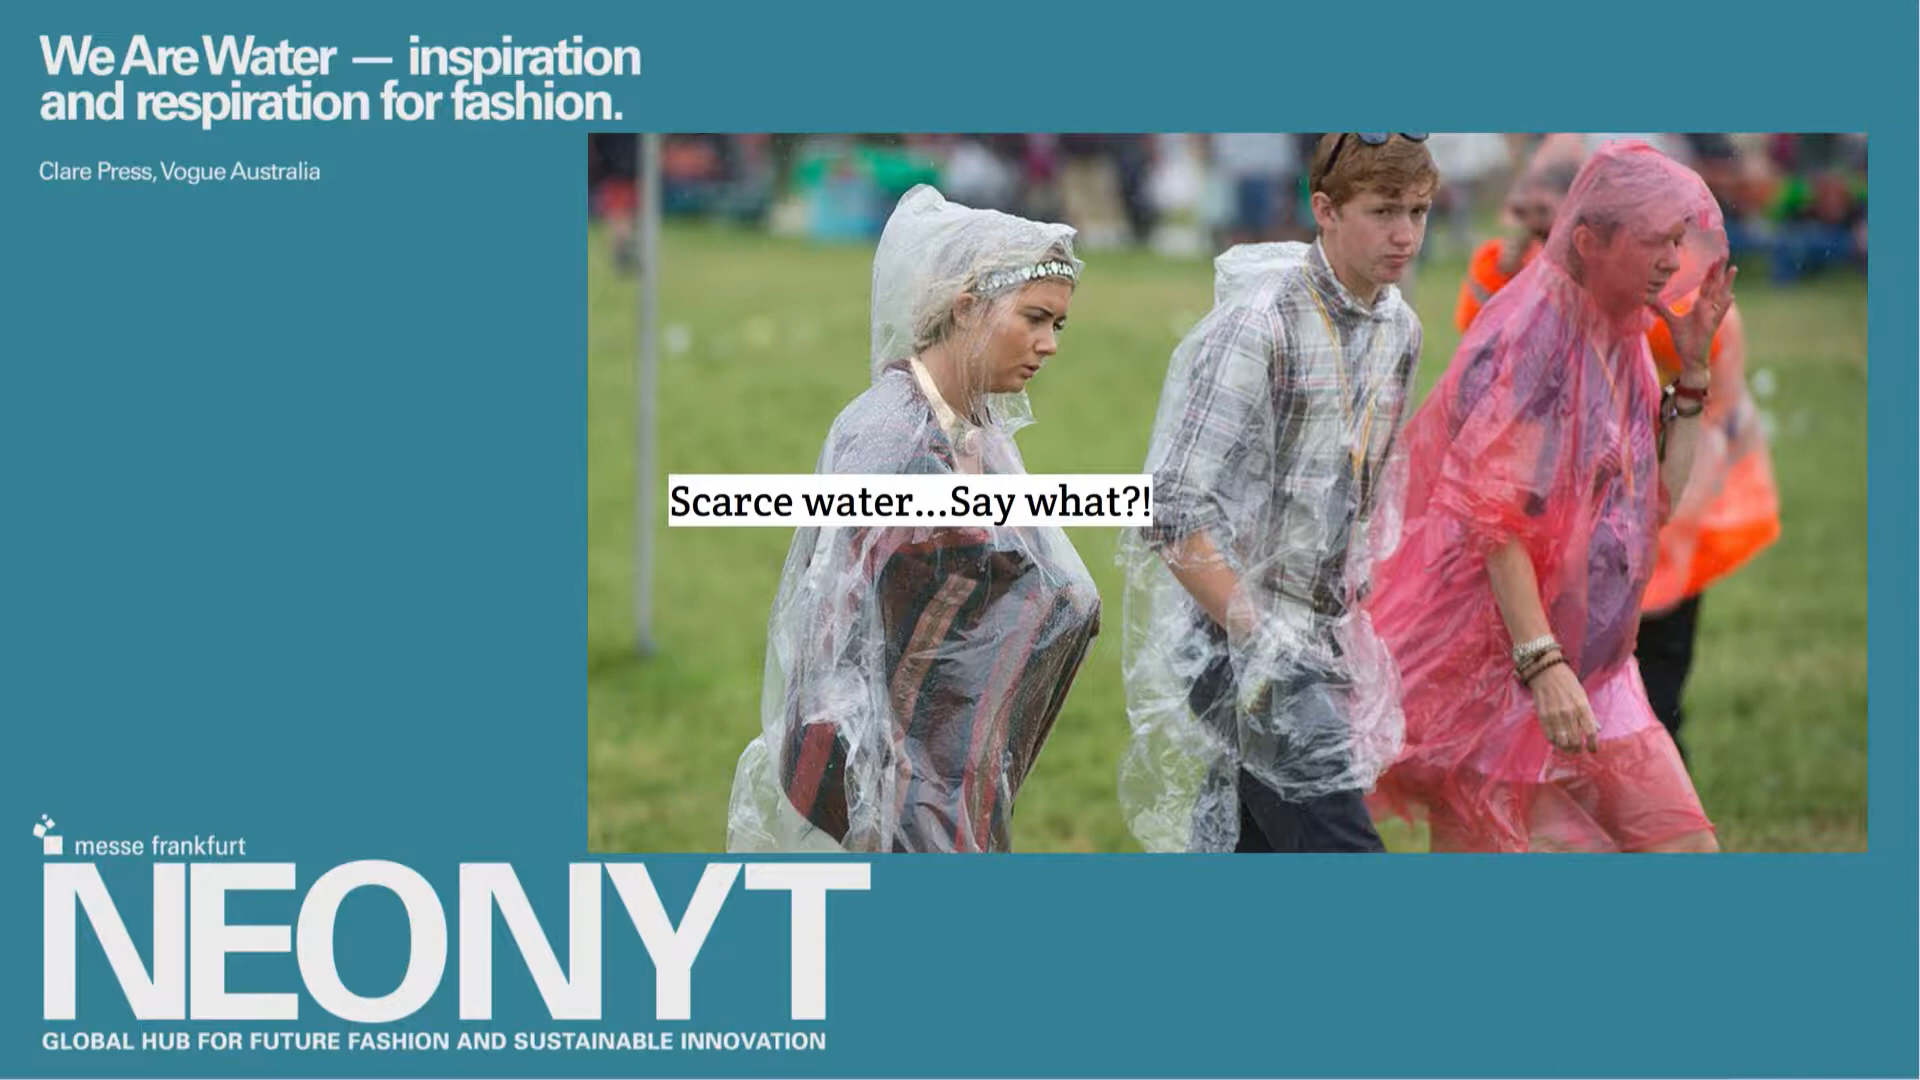 We Are Water — inspiration
and respiration for fashion.
Clare Press, Vogue Australia
Scarce water...Say what?!
messe frankfurt
NEONYT
GLOBAL HUB FOR FUTURE FASHION AND SUSTAINABLE INNOVATION